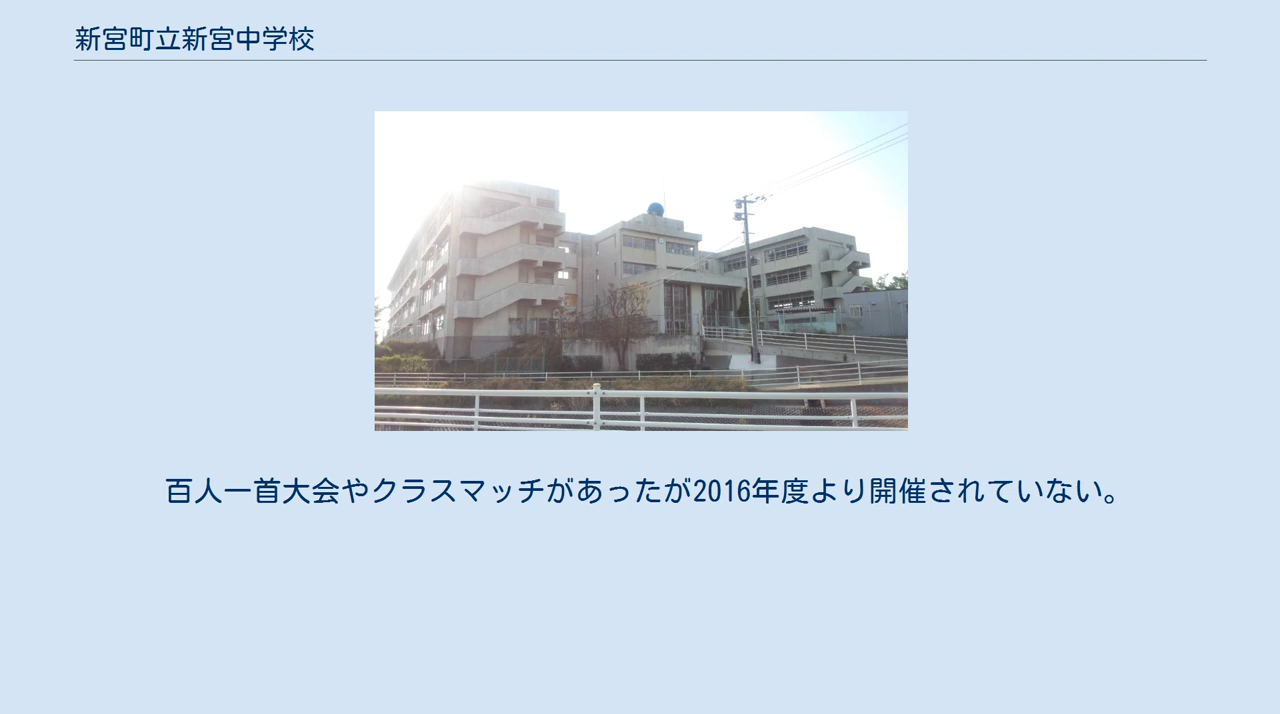 新宮町立新宮中学校
百人一首大会やクラスマッチがあったが2016年度より開催されていない。